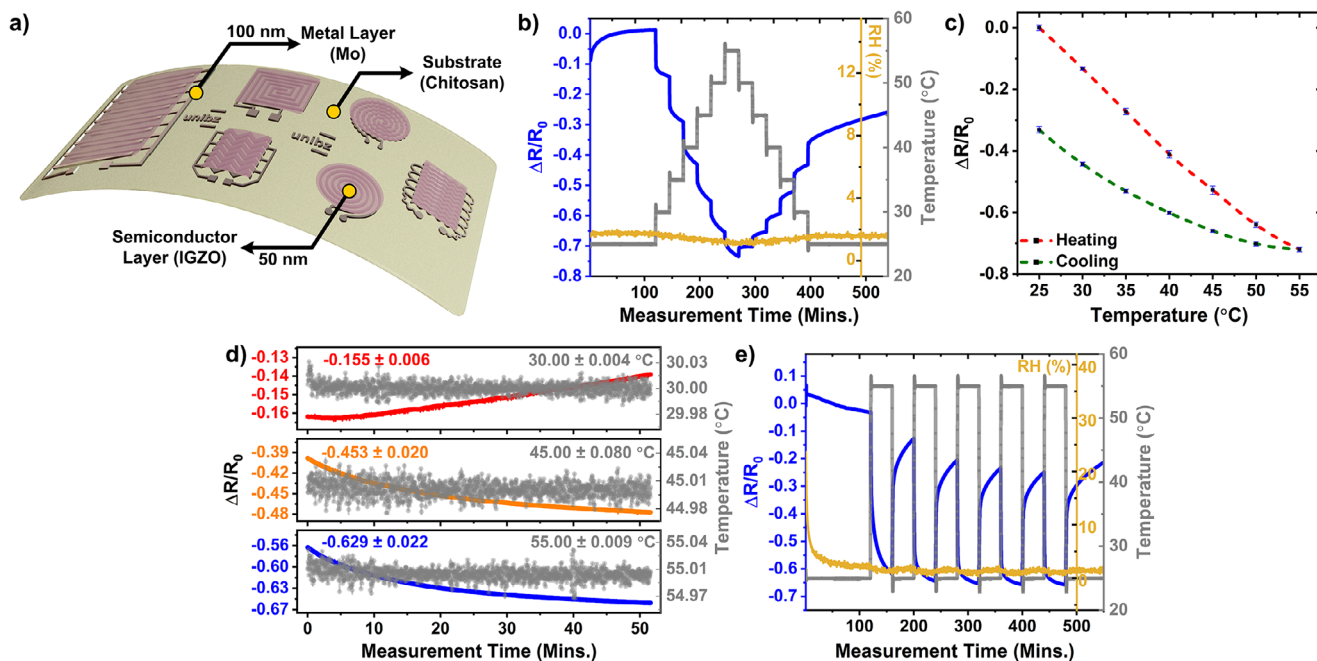 a)
100 nm
Metal Layer
(Mo)
Substrate
(Chitosan)
unibz
unibz
Semiconductor
Layer (IGZO)
50 nm
b)
0.0
-0.1
-0.2
-0.3
-0.4
-0.5
-0.6
-0.7
-0.8
ΔR/R0
100
200
300
400
500
Measurement Time (Mins.)
RH (%)
12
8
4
0
60
50
40
30
20
Temperature (°C)
c)
0.0
-0.4
-0.8
ΔR/R0
Heating
Cooling
25
30
35
40
45
50
55
Temperature (°C)
d)
-0.13
-0.14
-0.15
-0.16
-0.155 ± 0.006
30.00 ± 0.004 °C
30.03
30.00
29.98
-0.39
-0.42
-0.45
-0.48
-0.453 ± 0.020
45.00 ± 0.080 °C
45.04
45.01
44.98
-0.56
-0.60
-0.63
-0.67
-0.629 ± 0.022
55.00 ± 0.009 °C
55.04
55.01
54.97
ΔR/R0
Temperature (°C)
0
10
20
30
40
50
Measurement Time (Mins.)
e)
0.1
0.0
-0.1
-0.2
-0.3
-0.4
-0.5
-0.6
-0.7
ΔR/R0
100
200
300
400
500
Measurement Time (Mins.)
RH (%)
40
30
20
10
0
60
50
40
30
20
Temperature (°C)